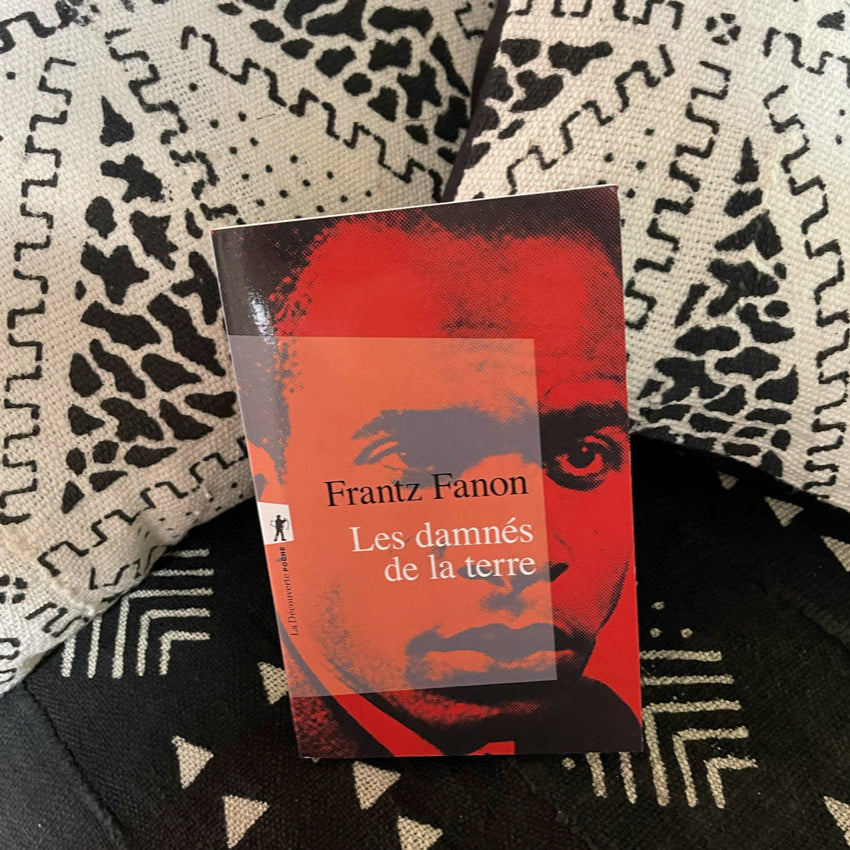 Frantz Fanon
Les damnés
de la terre
La Découverte POCHE